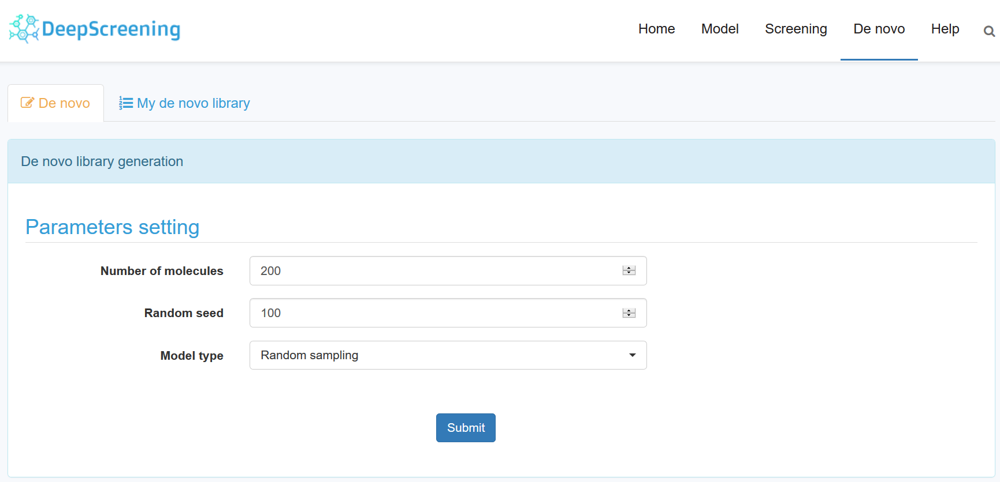 DeepScreening
Home Model Screening De novo Help
De novo My de novo library
De novo library generation
Parameters setting
Number of molecules 200
Random seed 100
Model type Random sampling
Submit